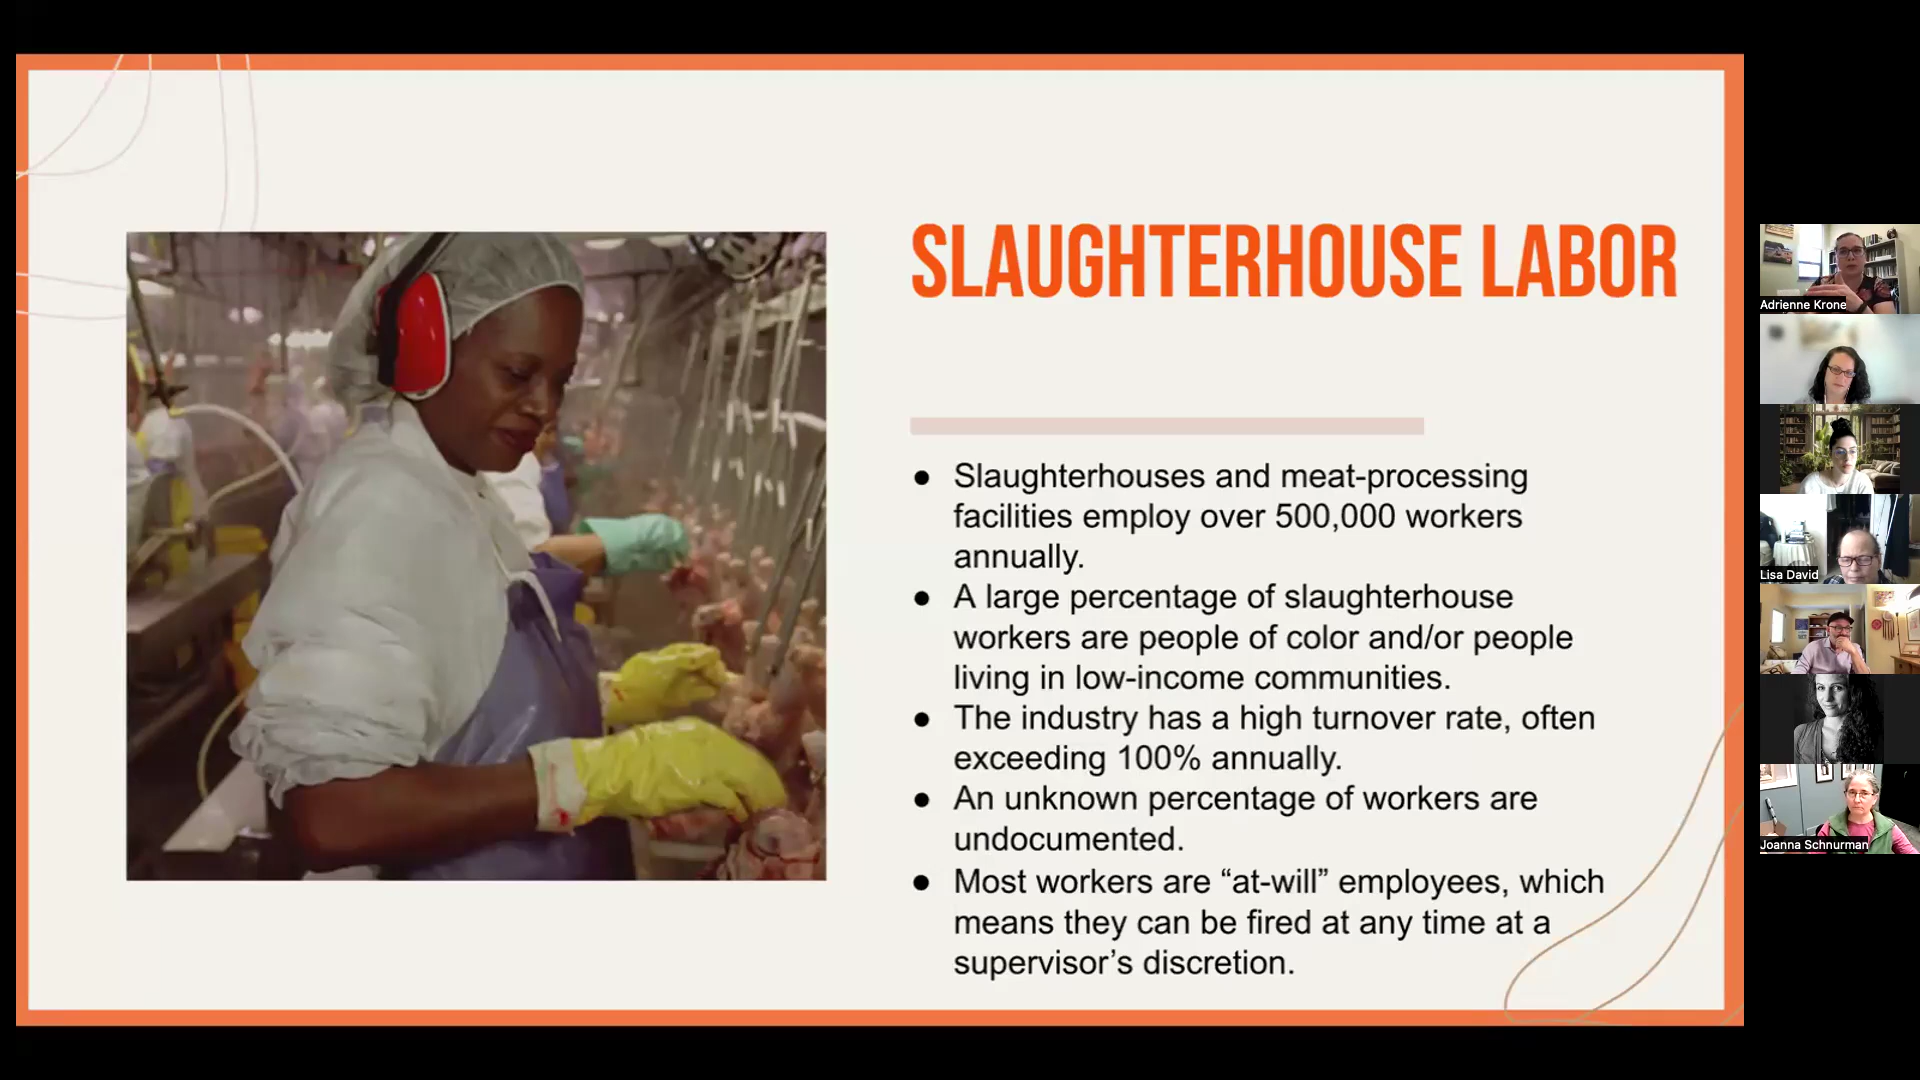 SLAUGHTERHOUSE LABOR
● Slaughterhouses and meat-processing
facilities employ over 500,000 workers
annually.
● A large percentage of slaughterhouse
workers are people of color and/or people
living in low-income communities.
● The industry has a high turnover rate, often
exceeding 100% annually.
● An unknown percentage of workers are
undocumented.
● Most workers are “at-will” employees, which
means they can be fired at any time at a
supervisor’s discretion.
Adrienne Krone
Lisa David
Joanna Schnurman